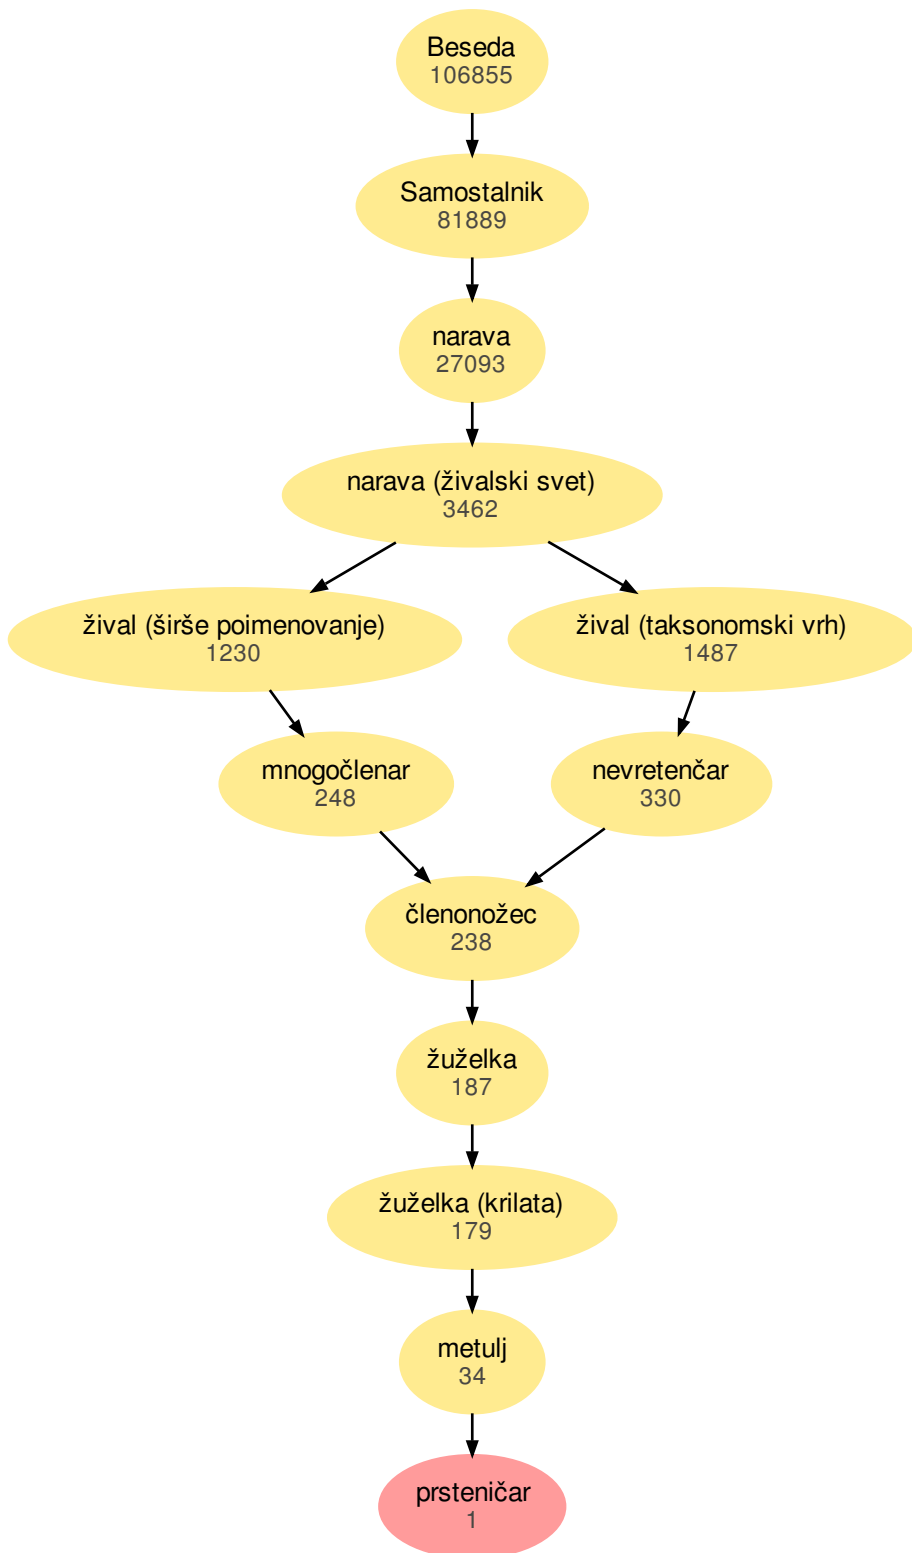 Beseda
106855
Samostalnik
81889
narava
27093
narava (živalski svet)
3462
žival (širše poimenovanje)
1230
žival (taksonomski vrh)
1487
mnogočlenar
248
nevretenčar
330
členonožec
238
žuželka
187
žuželka (krilata)
179
metulj
34
prsteničar
1